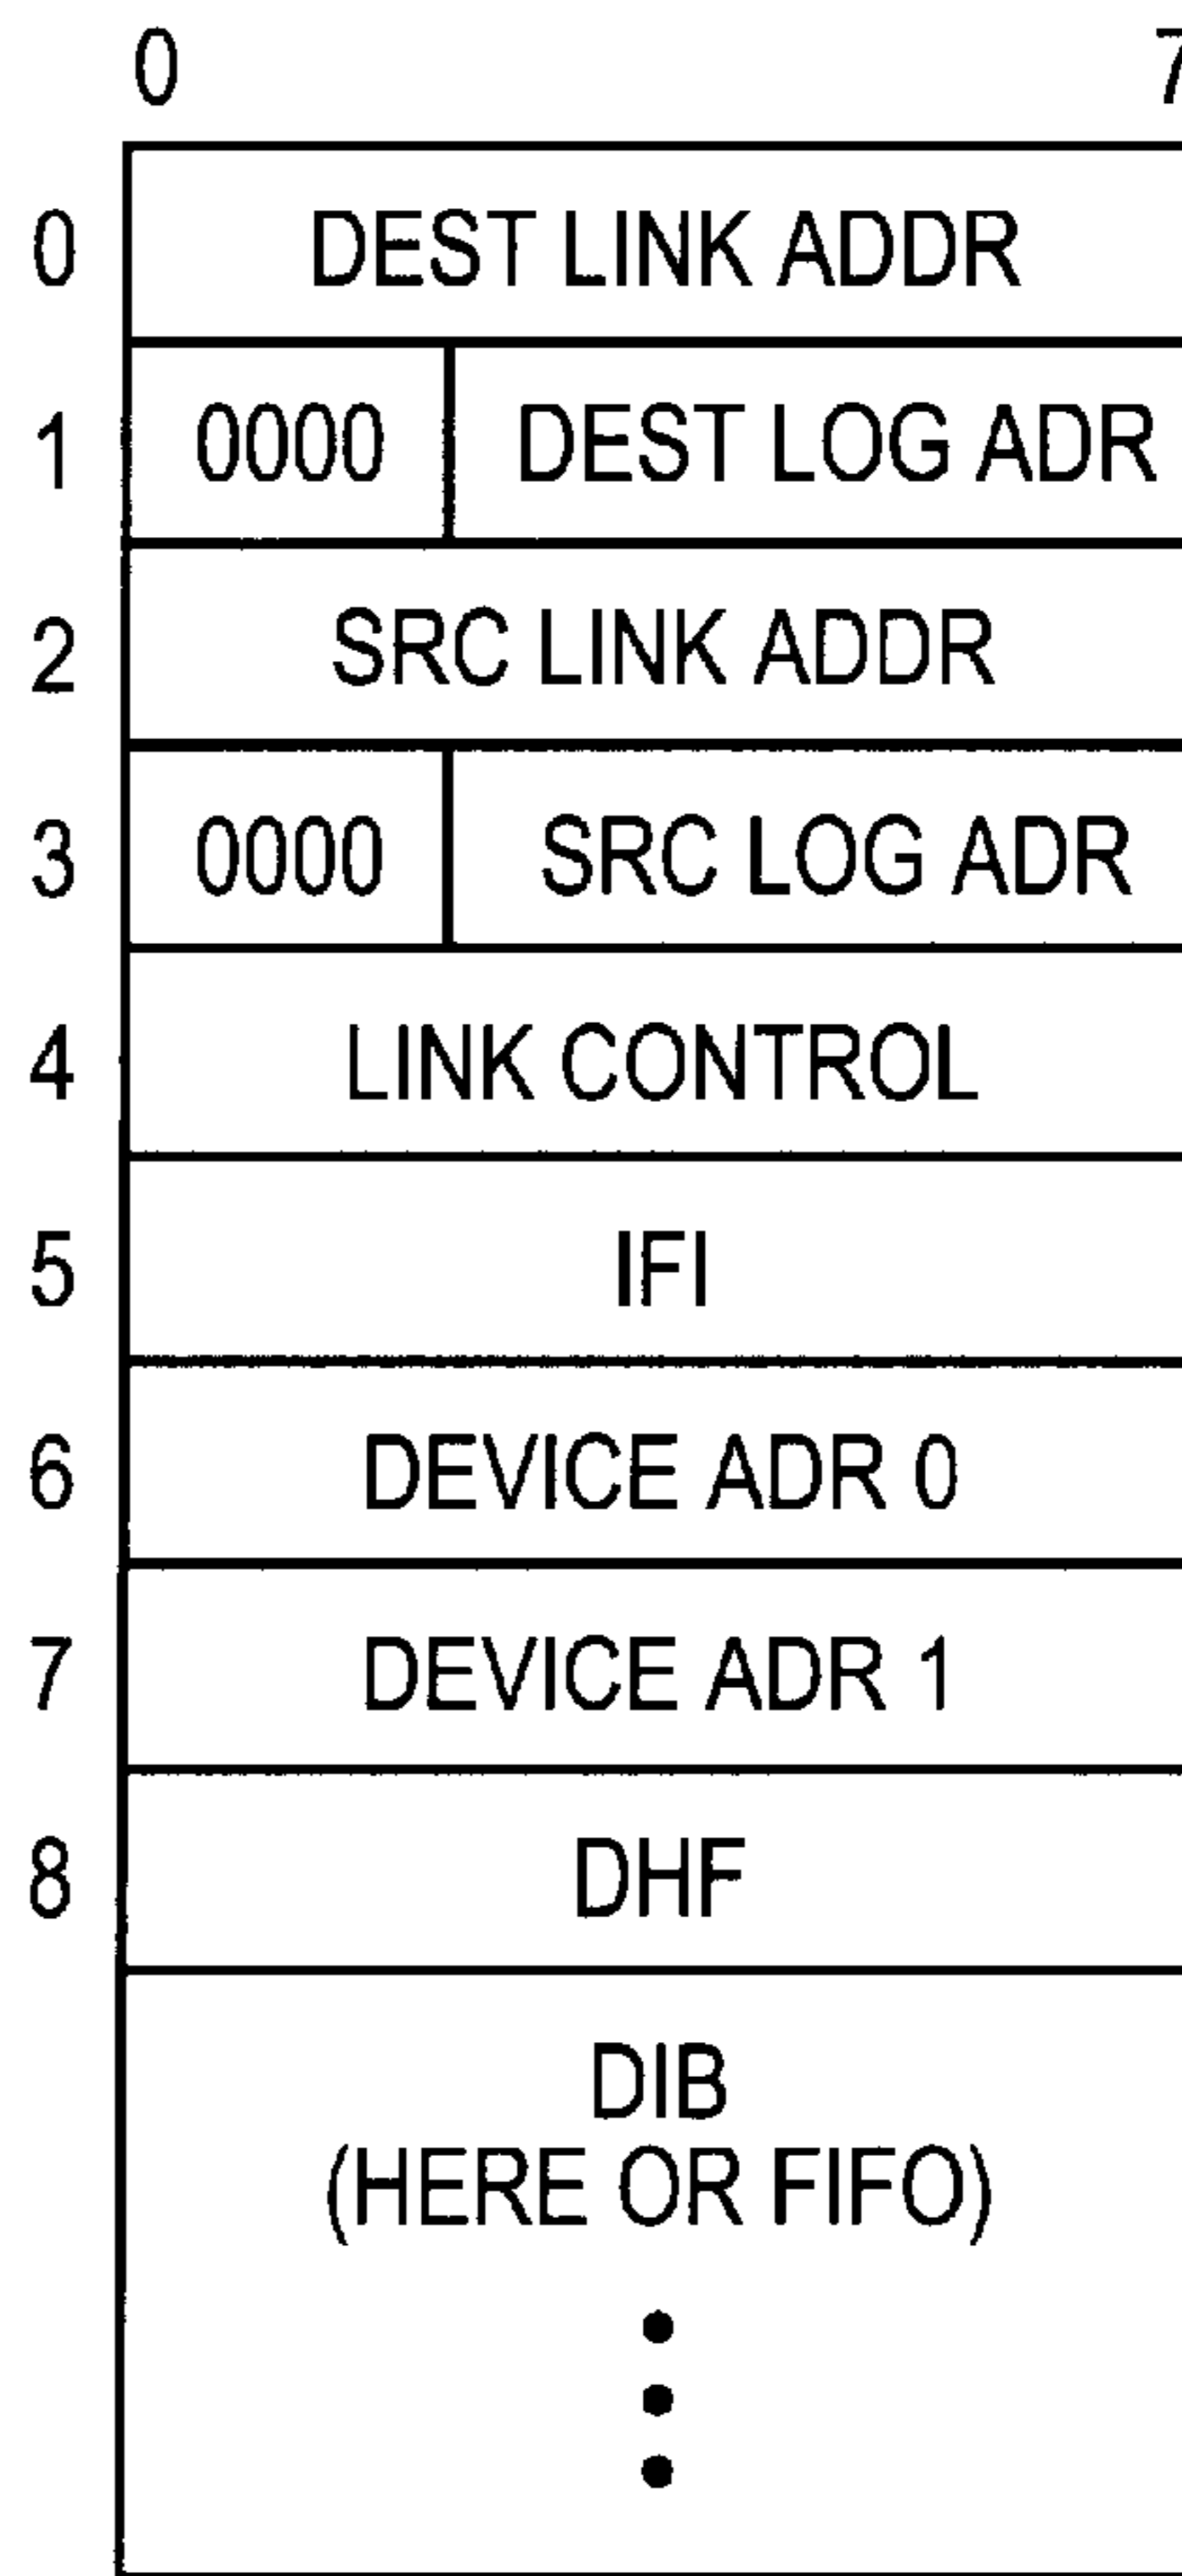 0 7
0 DEST LINK ADDR
1 0000 DEST LOG ADR
2 SRC LINK ADDR
3 0000 SRC LOG ADR
4 LINK CONTROL
5 IFI
6 DEVICE ADR 0
7 DEVICE ADR 1
8 DHF
DIB
(HERE OR FIFO)